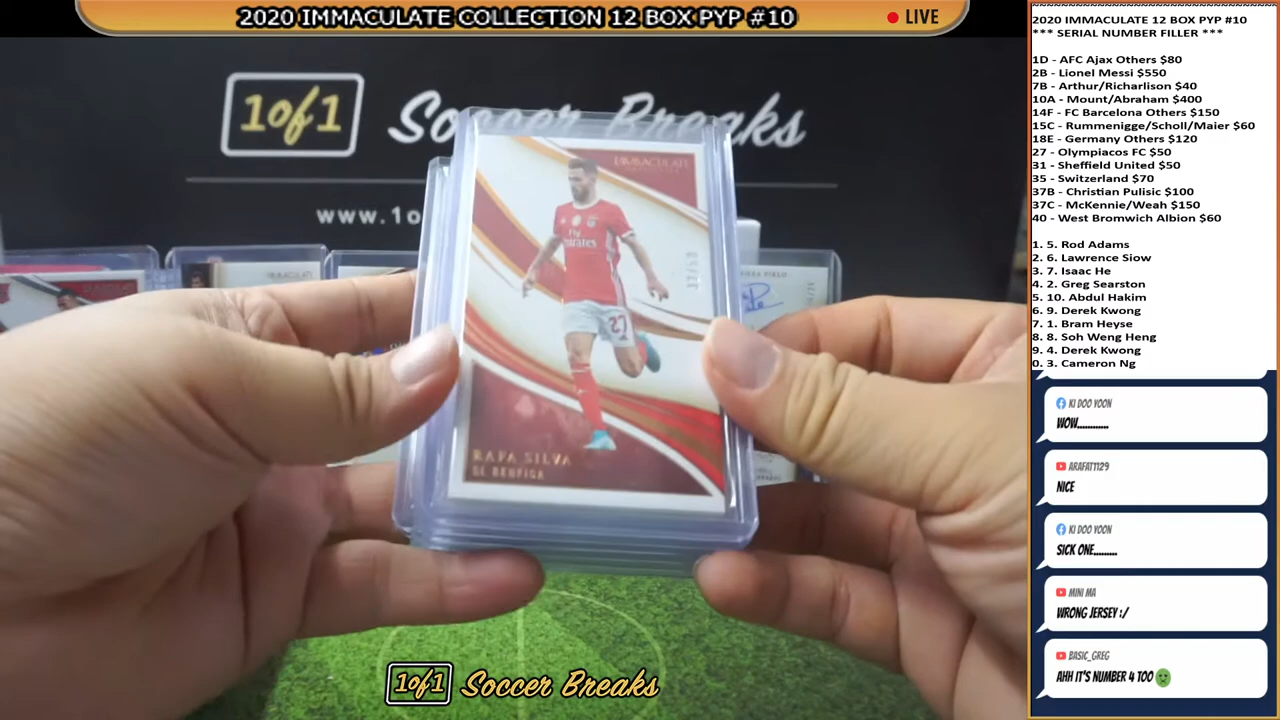 2020 IMMACULATE COLLECTION 12 BOX PYP #10
LIVE
1of1
Soccer Breaks
www.1o
IMMACULATE
Fly
Emirates
27
RAFA SILVA
SL BENFICA
1of1
Soccer Breaks
2020 IMMACULATE 12 BOX PYP #10
*** SERIAL NUMBER FILLER ***
1D - AFC Ajax Others $80
2B - Lionel Messi $550
7B - Arthur/Richarlison $40
10A - Mount/Abraham $400
14F - FC Barcelona Others $150
15C - Rummenigge/Scholl/Maier $60
18E - Germany Others $120
27 - Olympiacos FC $50
31 - Sheffield United $50
35 - Switzerland $70
37B - Christian Pulisic $100
37C - McKennie/Weah $150
40 - West Bromwich Albion $60
1. 5. Rod Adams
2. 6. Lawrence Siow
3. 7. Isaac He
4. 2. Greg Searston
5. 10. Abdul Hakim
6. 9. Derek Kwong
7. 1. Bram Heyse
8. 8. Soh Weng Heng
9. 4. Derek Kwong
0. 3. Cameron Ng
KI DOO YOON
WOW............
ARAFAT1129
NICE
KI DOO YOON
SICK ONE.........
MINI MA
WRONG JERSEY :/
BASIC_GREG
AHH IT'S NUMBER 4 TOO